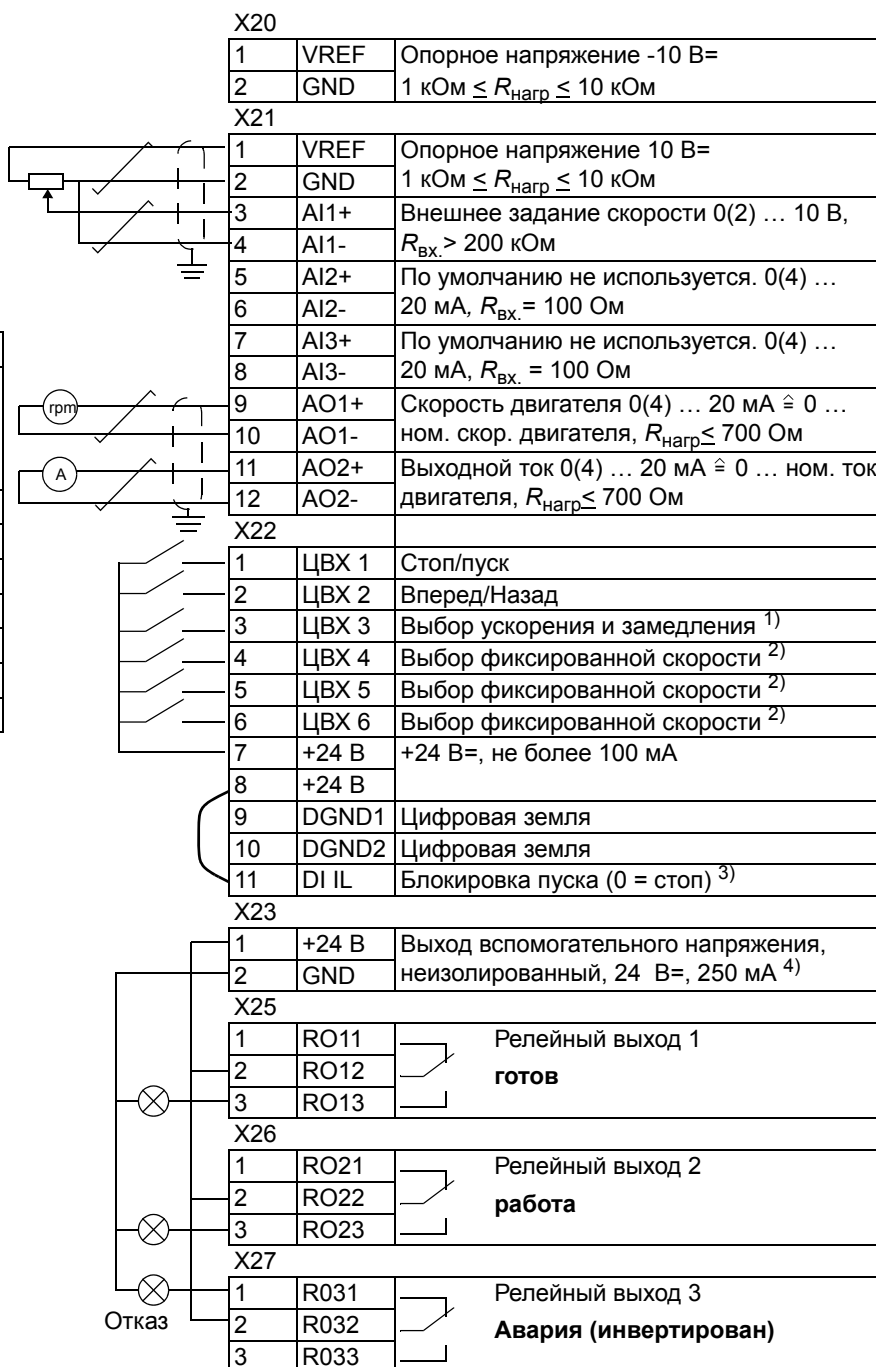 X20
1 VREF Опорное напряжение -10 В=
2 GND 1 кОм ≤ Rнагр ≤ 10 кОм
X21
1 VREF Опорное напряжение 10 В=
2 GND 1 кОм ≤ Rнагр ≤ 10 кОм
3 AI1+ Внешнее задание скорости 0(2) … 10 В,
4 AI1- Rвх.> 200 кОм
5 AI2+ По умолчанию не используется. 0(4) …
6 AI2- 20 мА, Rвх.= 100 Ом
7 AI3+ По умолчанию не используется. 0(4) …
8 AI3- 20 мА, Rвх. = 100 Ом
rpm 9 AO1+ Скорость двигателя 0(4) … 20 мА ≙ 0 …
10 AO1- ном. скор. двигателя, Rнагр≤ 700 Ом
A 11 AO2+ Выходной ток 0(4) … 20 мА ≙ 0 … ном. ток
12 AO2- двигателя, Rнагр≤ 700 Ом
X22
1 ЦВХ 1 Стоп/пуск
2 ЦВХ 2 Вперед/Назад
3 ЦВХ 3 Выбор ускорения и замедления 1)
4 ЦВХ 4 Выбор фиксированной скорости 2)
5 ЦВХ 5 Выбор фиксированной скорости 2)
6 ЦВХ 6 Выбор фиксированной скорости 2)
7 +24 В +24 В=, не более 100 мА
8 +24 В
9 DGND1 Цифровая земля
10 DGND2 Цифровая земля
11 DI IL Блокировка пуска (0 = стоп) 3)
X23
1 +24 В Выход вспомогательного напряжения,
2 GND неизолированный, 24 В=, 250 мА 4)
X25
1 RO11 Релейный выход 1
2 RO12 готов
3 RO13
X26
1 RO21 Релейный выход 2
2 RO22 работа
3 RO23
X27
1 R031 Релейный выход 3
Отказ 2 R032 Авария (инвертирован)
3 R033